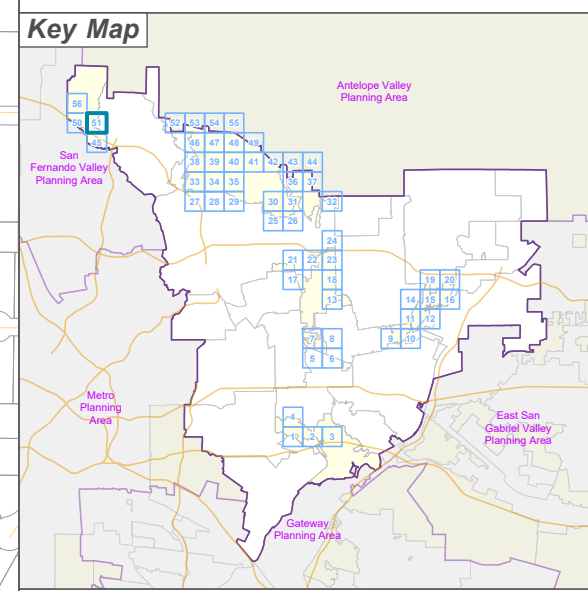 Key Map
Antelope Valley
Planning Area
56
50 51
52 53 54 55
45
46 47 48 49
San
Fernando Valley
Planning Area
38 39 40 41 42 43 44
33 34 35 36 37
27 28 29 30 31 32
25 26
24
21 22 23
17 18
19 20
13
14 15 16
11 12
7 8
9 10
5 6
Metro
Planning
Area
4
1 2 3
East San
Gabriel Valley
Planning Area
Gateway
Planning Area